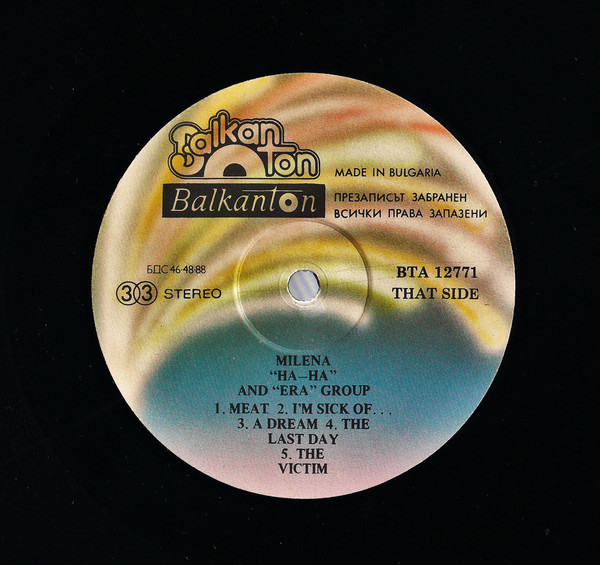 Balkan
ton
Balkanton
MADE IN BULGARIA
ПРЕЗАПИСЪТ ЗАБРАНЕН
ВСИЧКИ ПРАВА ЗАПАЗЕНИ
БДС 46-48-88
33 STEREO
BTA 12771
THAT SIDE
MILENA
“HA–HA”
AND “ERA” GROUP
1. MEAT 2. I'M SICK OF...
3. A DREAM 4. THE
LAST DAY
5. THE
VICTIM